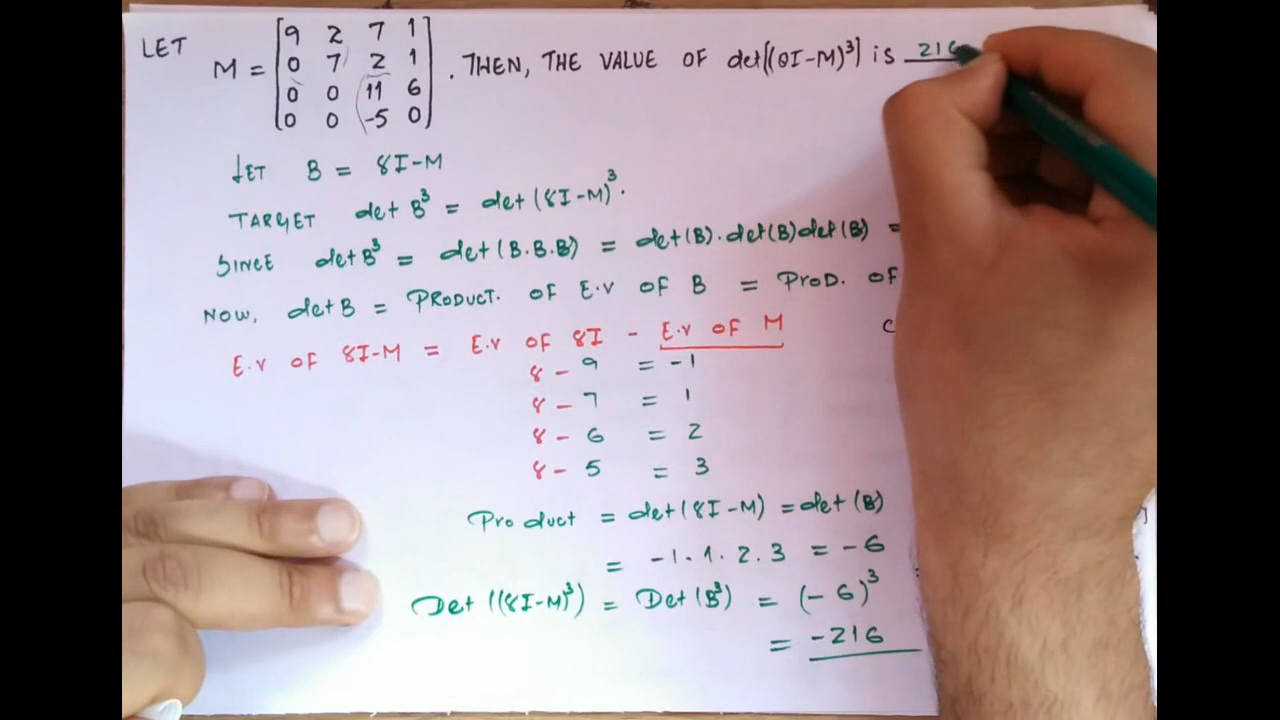 LET M = [9 2 7 1
0 7 2 1
0 0 11 6
0 0 -5 0]. THEN, THE VALUE OF det[(8I-M)³] is 216
LET B = 8I-M
TARGET det B³ = det (8I-M)³.
SINCE det B³ = det (B.B.B) = det(B).det(B)det(B) =
NOW, det B = PRODUCT. OF E.V OF B = PROD. OF
E.V OF 8I-M = E.V OF 8I - E.V OF M
8 - 9 = -1
8 - 7 = 1
8 - 6 = 2
8 - 5 = 3
Product = det(8I-M) = det(B)
= -1.1.2.3 = -6
Det ((8I-M)³) = Det (B³) = (-6)³
= -216